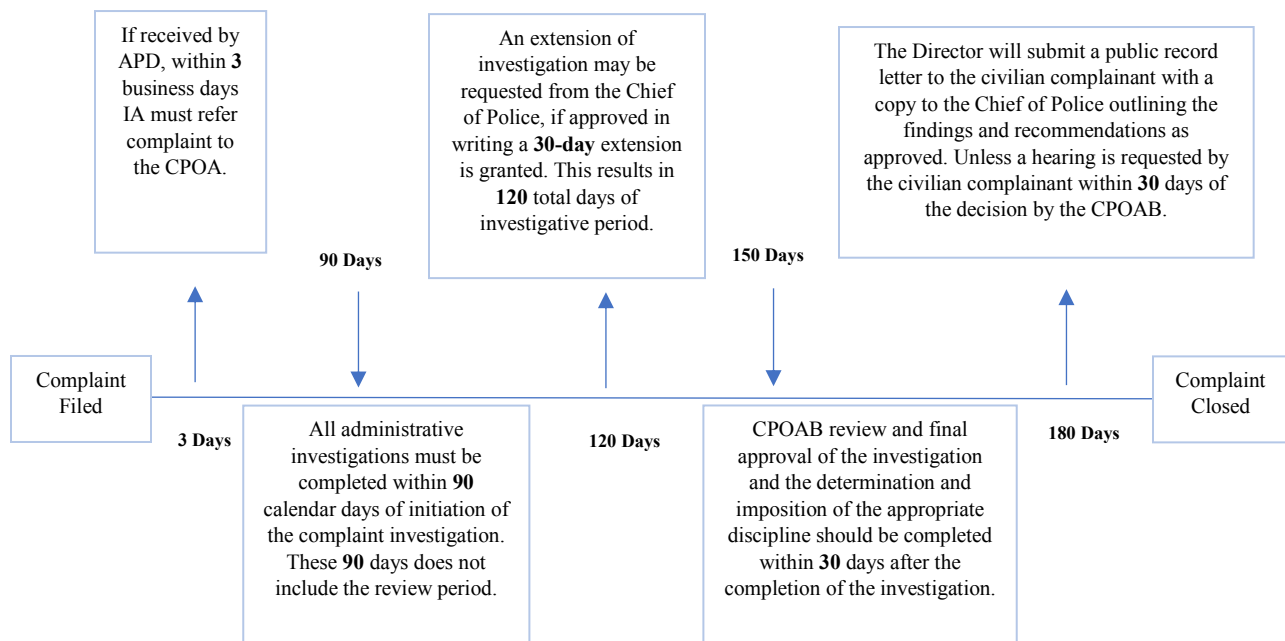 If received by
APD, within 3
business days
IA must refer
complaint to
the CPOA.
An extension of
investigation may be
requested from the Chief
of Police, if approved in
writing a 30-day extension
is granted. This results in
120 total days of
investigative period.
The Director will submit a public record
letter to the civilian complainant with a
copy to the Chief of Police outlining the
findings and recommendations as
approved. Unless a hearing is requested by
the civilian complainant within 30 days of
the decision by the CPOAB.
90 Days
150 Days
Complaint
Filed
Complaint
Closed
3 Days
All administrative
investigations must be
completed within 90
calendar days of initiation of
the complaint investigation.
These 90 days does not
include the review period.
120 Days
CPOAB review and final
approval of the investigation
and the determination and
imposition of the appropriate
discipline should be completed
within 30 days after the
completion of the investigation.
180 Days